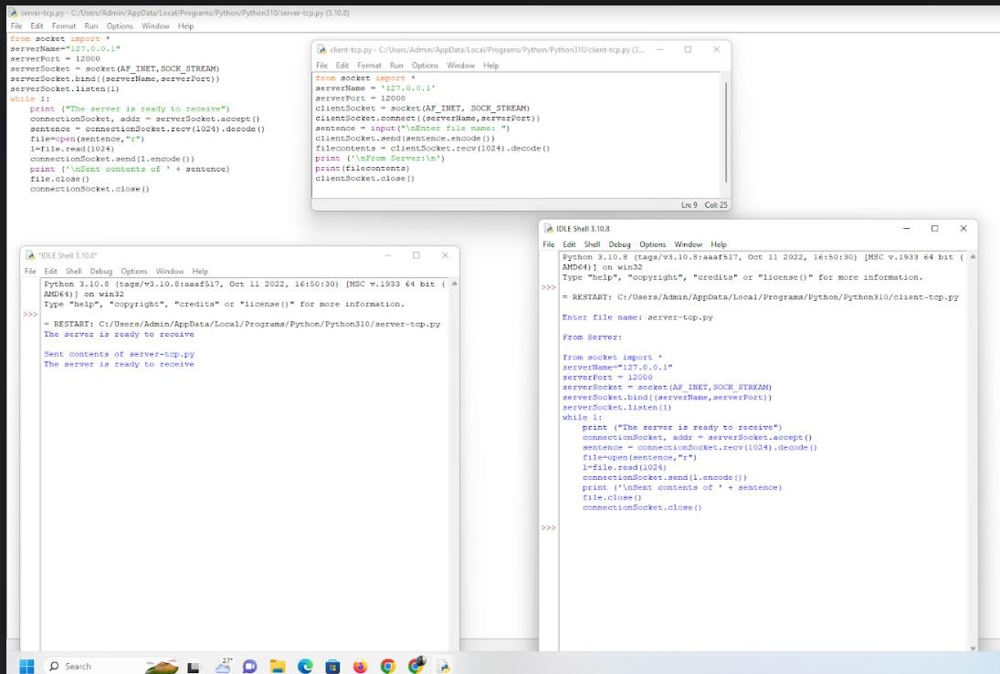 server-tcp.py - C:/Users/Admin/AppData/Local/Programs/Python/Python310/server-tcp.py (3.10.8)
File Edit Format Run Options Window Help
from socket import *
serverName="127.0.0.1"
serverPort = 12000
serverSocket = socket(AF_INET,SOCK_STREAM)
serverSocket.bind((serverName,serverPort))
serverSocket.listen(1)
while 1:
    print ("The server is ready to receive")
    connectionSocket, addr = serverSocket.accept()
    sentence = connectionSocket.recv(1024).decode()
    file=open(sentence,"r")
    l=file.read(1024)
    connectionSocket.send(l.encode())
    print ('\nSent contents of ' + sentence)
    file.close()
    connectionSocket.close()
client-tcp.py - C:/Users/Admin/AppData/Local/Programs/Python/Python310/client-tcp.py (3...
File Edit Format Run Options Window Help
from socket import *
serverName = '127.0.0.1'
serverPort = 12000
clientSocket = socket(AF_INET, SOCK_STREAM)
clientSocket.connect((serverName,serverPort))
sentence = input("\nEnter file name: ")
clientSocket.send(sentence.encode())
filecontents = clientSocket.recv(1024).decode()
print ('\nFrom Server:\n')
print(filecontents)
clientSocket.close()
Ln: 9 Col: 25
*IDLE Shell 3.10.8*
File Edit Shell Debug Options Window Help
Python 3.10.8 (tags/v3.10.8:aaaf517, Oct 11 2022, 16:50:30) [MSC v.1933 64 bit (
AMD64)] on win32
Type "help", "copyright", "credits" or "license()" for more information.
>>>
= RESTART: C:/Users/Admin/AppData/Local/Programs/Python/Python310/server-tcp.py
The server is ready to receive
Sent contents of server-tcp.py
The server is ready to receive
IDLE Shell 3.10.8
File Edit Shell Debug Options Window Help
Python 3.10.8 (tags/v3.10.8:aaaf517, Oct 11 2022, 16:50:30) [MSC v.1933 64 bit (
AMD64)] on win32
Type "help", "copyright", "credits" or "license()" for more information.
>>>
= RESTART: C:/Users/Admin/AppData/Local/Programs/Python/Python310/client-tcp.py
Enter file name: server-tcp.py
From Server:
from socket import *
serverName="127.0.0.1"
serverPort = 12000
serverSocket = socket(AF_INET,SOCK_STREAM)
serverSocket.bind((serverName,serverPort))
serverSocket.listen(1)
while 1:
    print ("The server is ready to receive")
    connectionSocket, addr = serverSocket.accept()
    sentence = connectionSocket.recv(1024).decode()
    file=open(sentence,"r")
    l=file.read(1024)
    connectionSocket.send(l.encode())
    print ('\nSent contents of ' + sentence)
    file.close()
    connectionSocket.close()
>>>
Search
27°